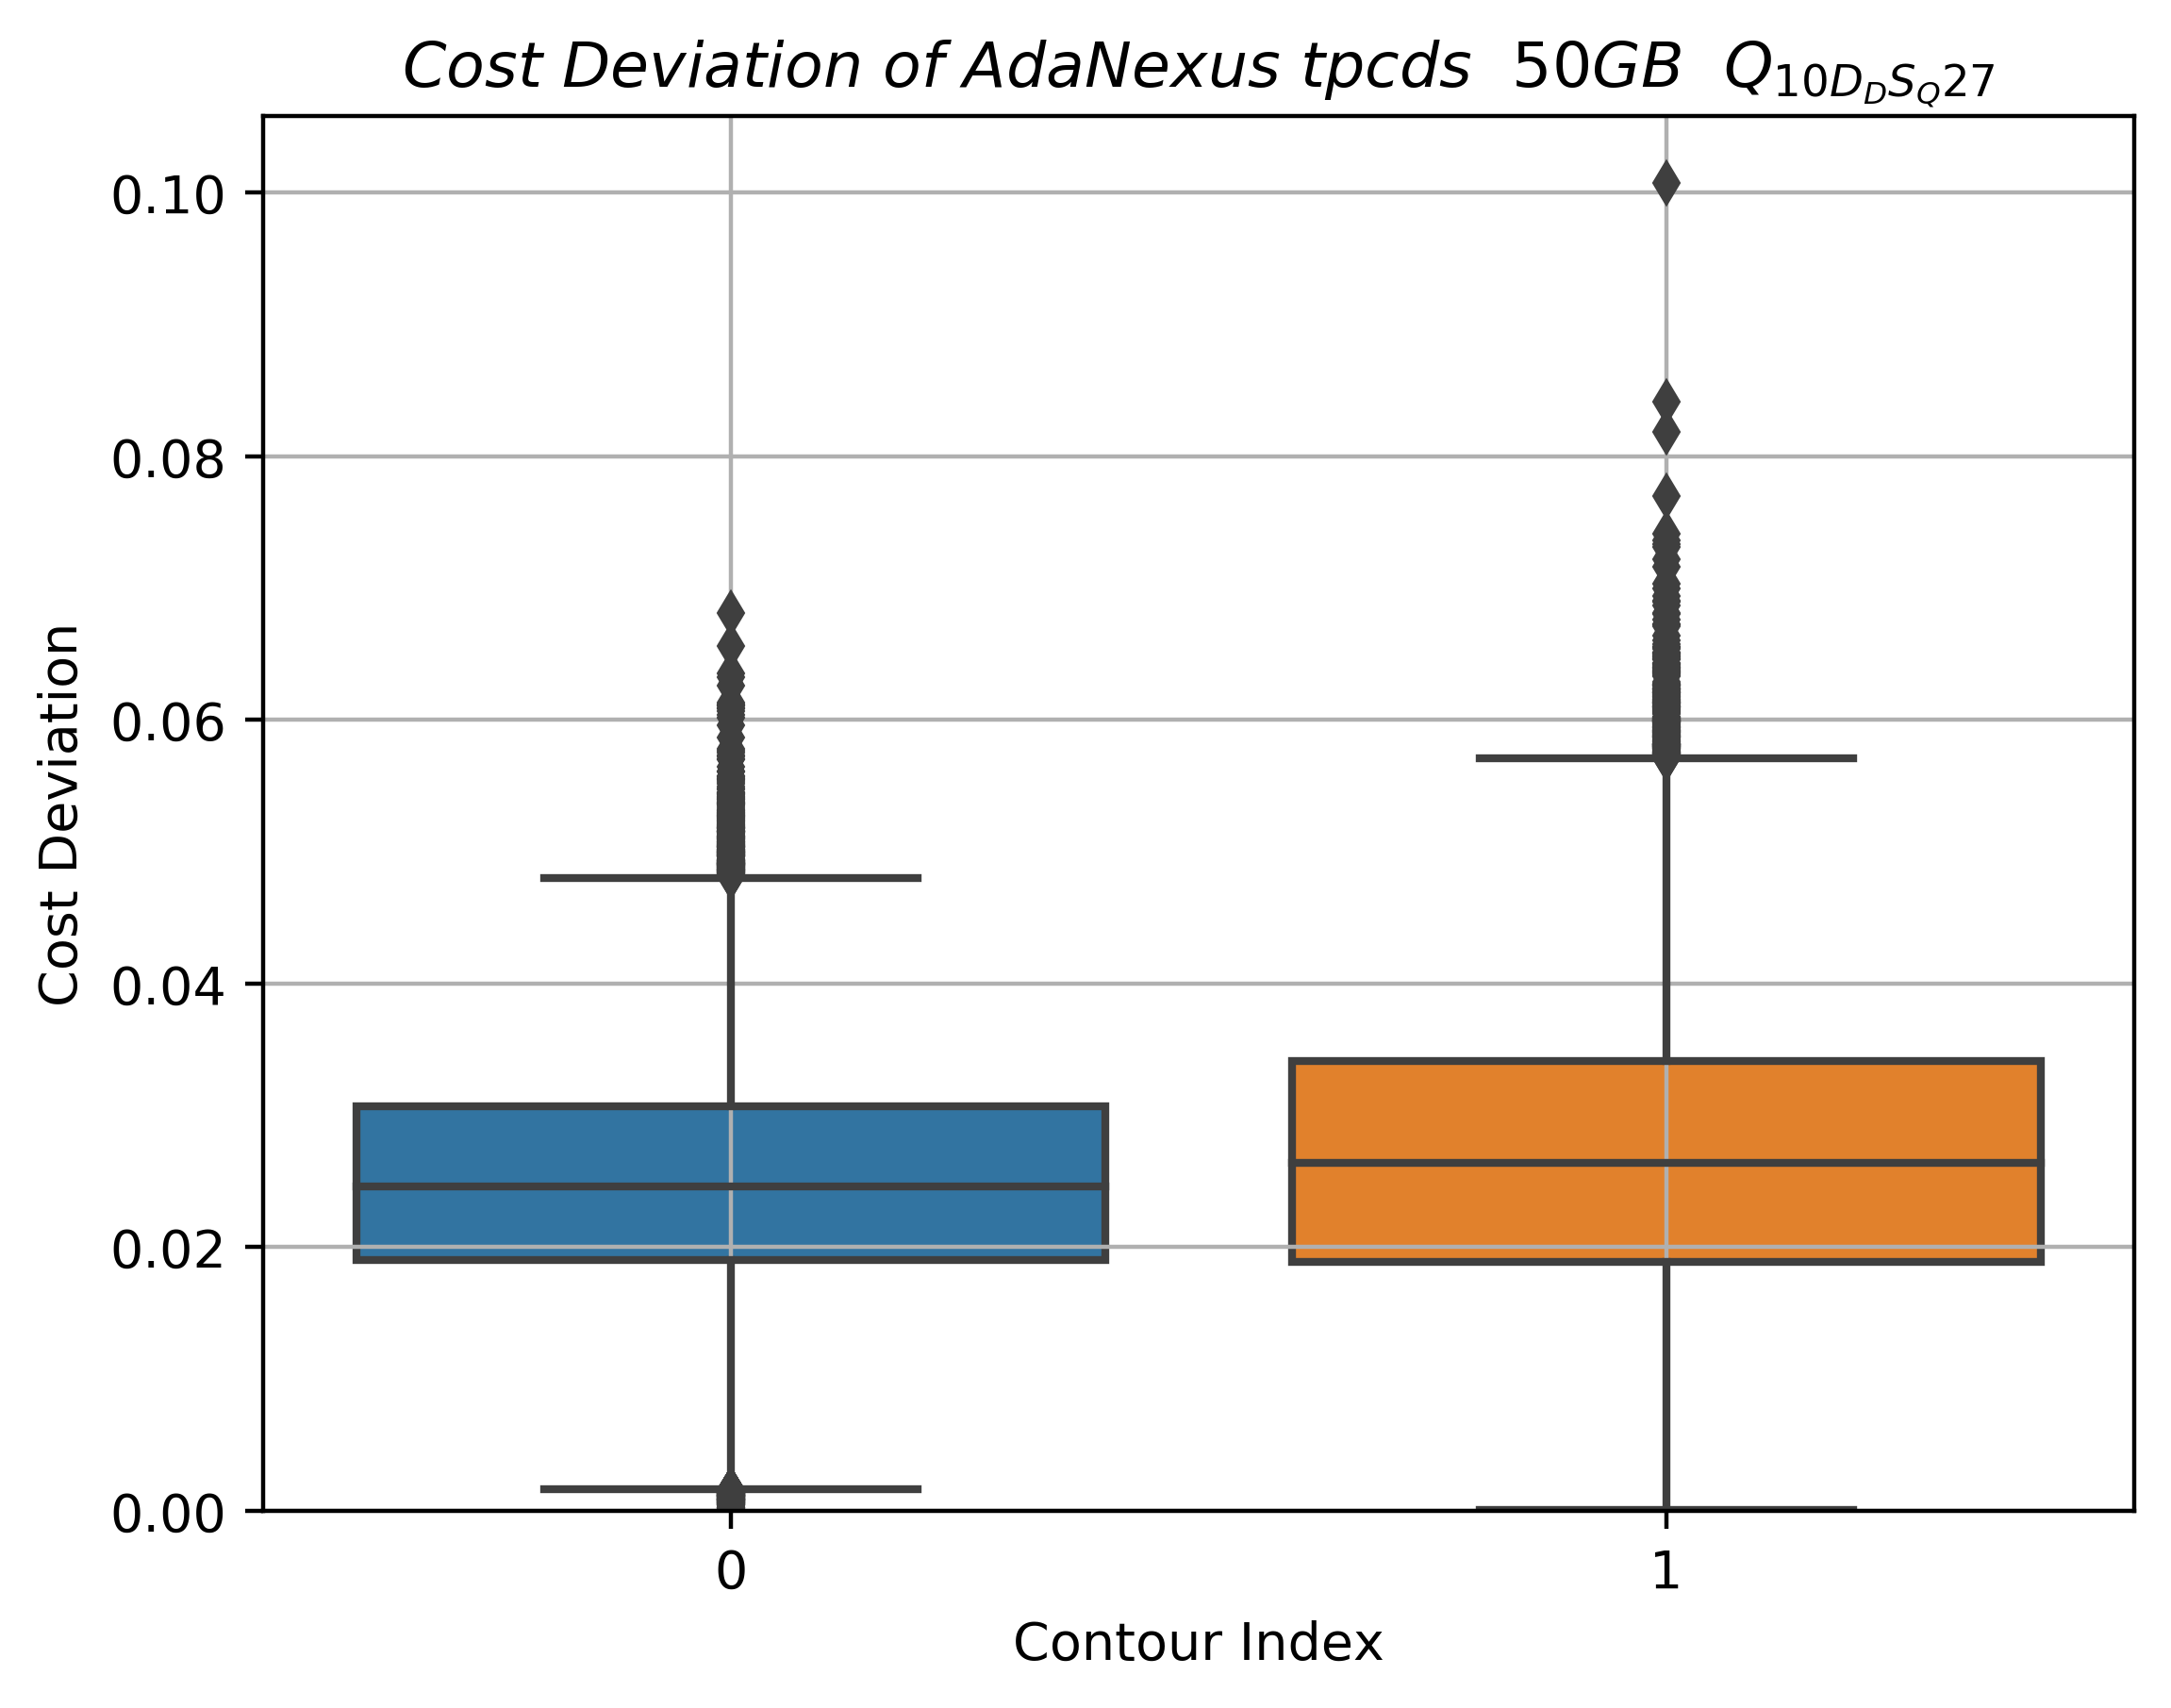 Cost Deviation of AdaNexus tpcds 50GB Q10DDSQ27
0.10
0.08
0.06
0.04
0.02
0.00
Cost Deviation
0 1
Contour Index